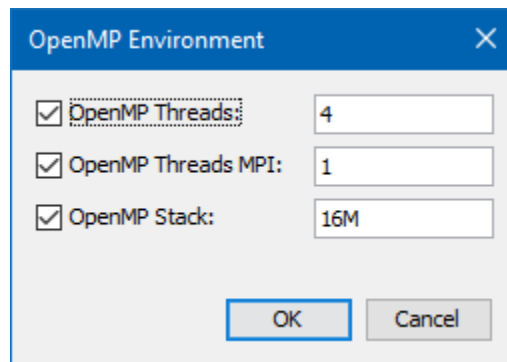 OpenMP Environment
OpenMP Threads: 4
OpenMP Threads MPI: 1
OpenMP Stack: 16M
OK Cancel